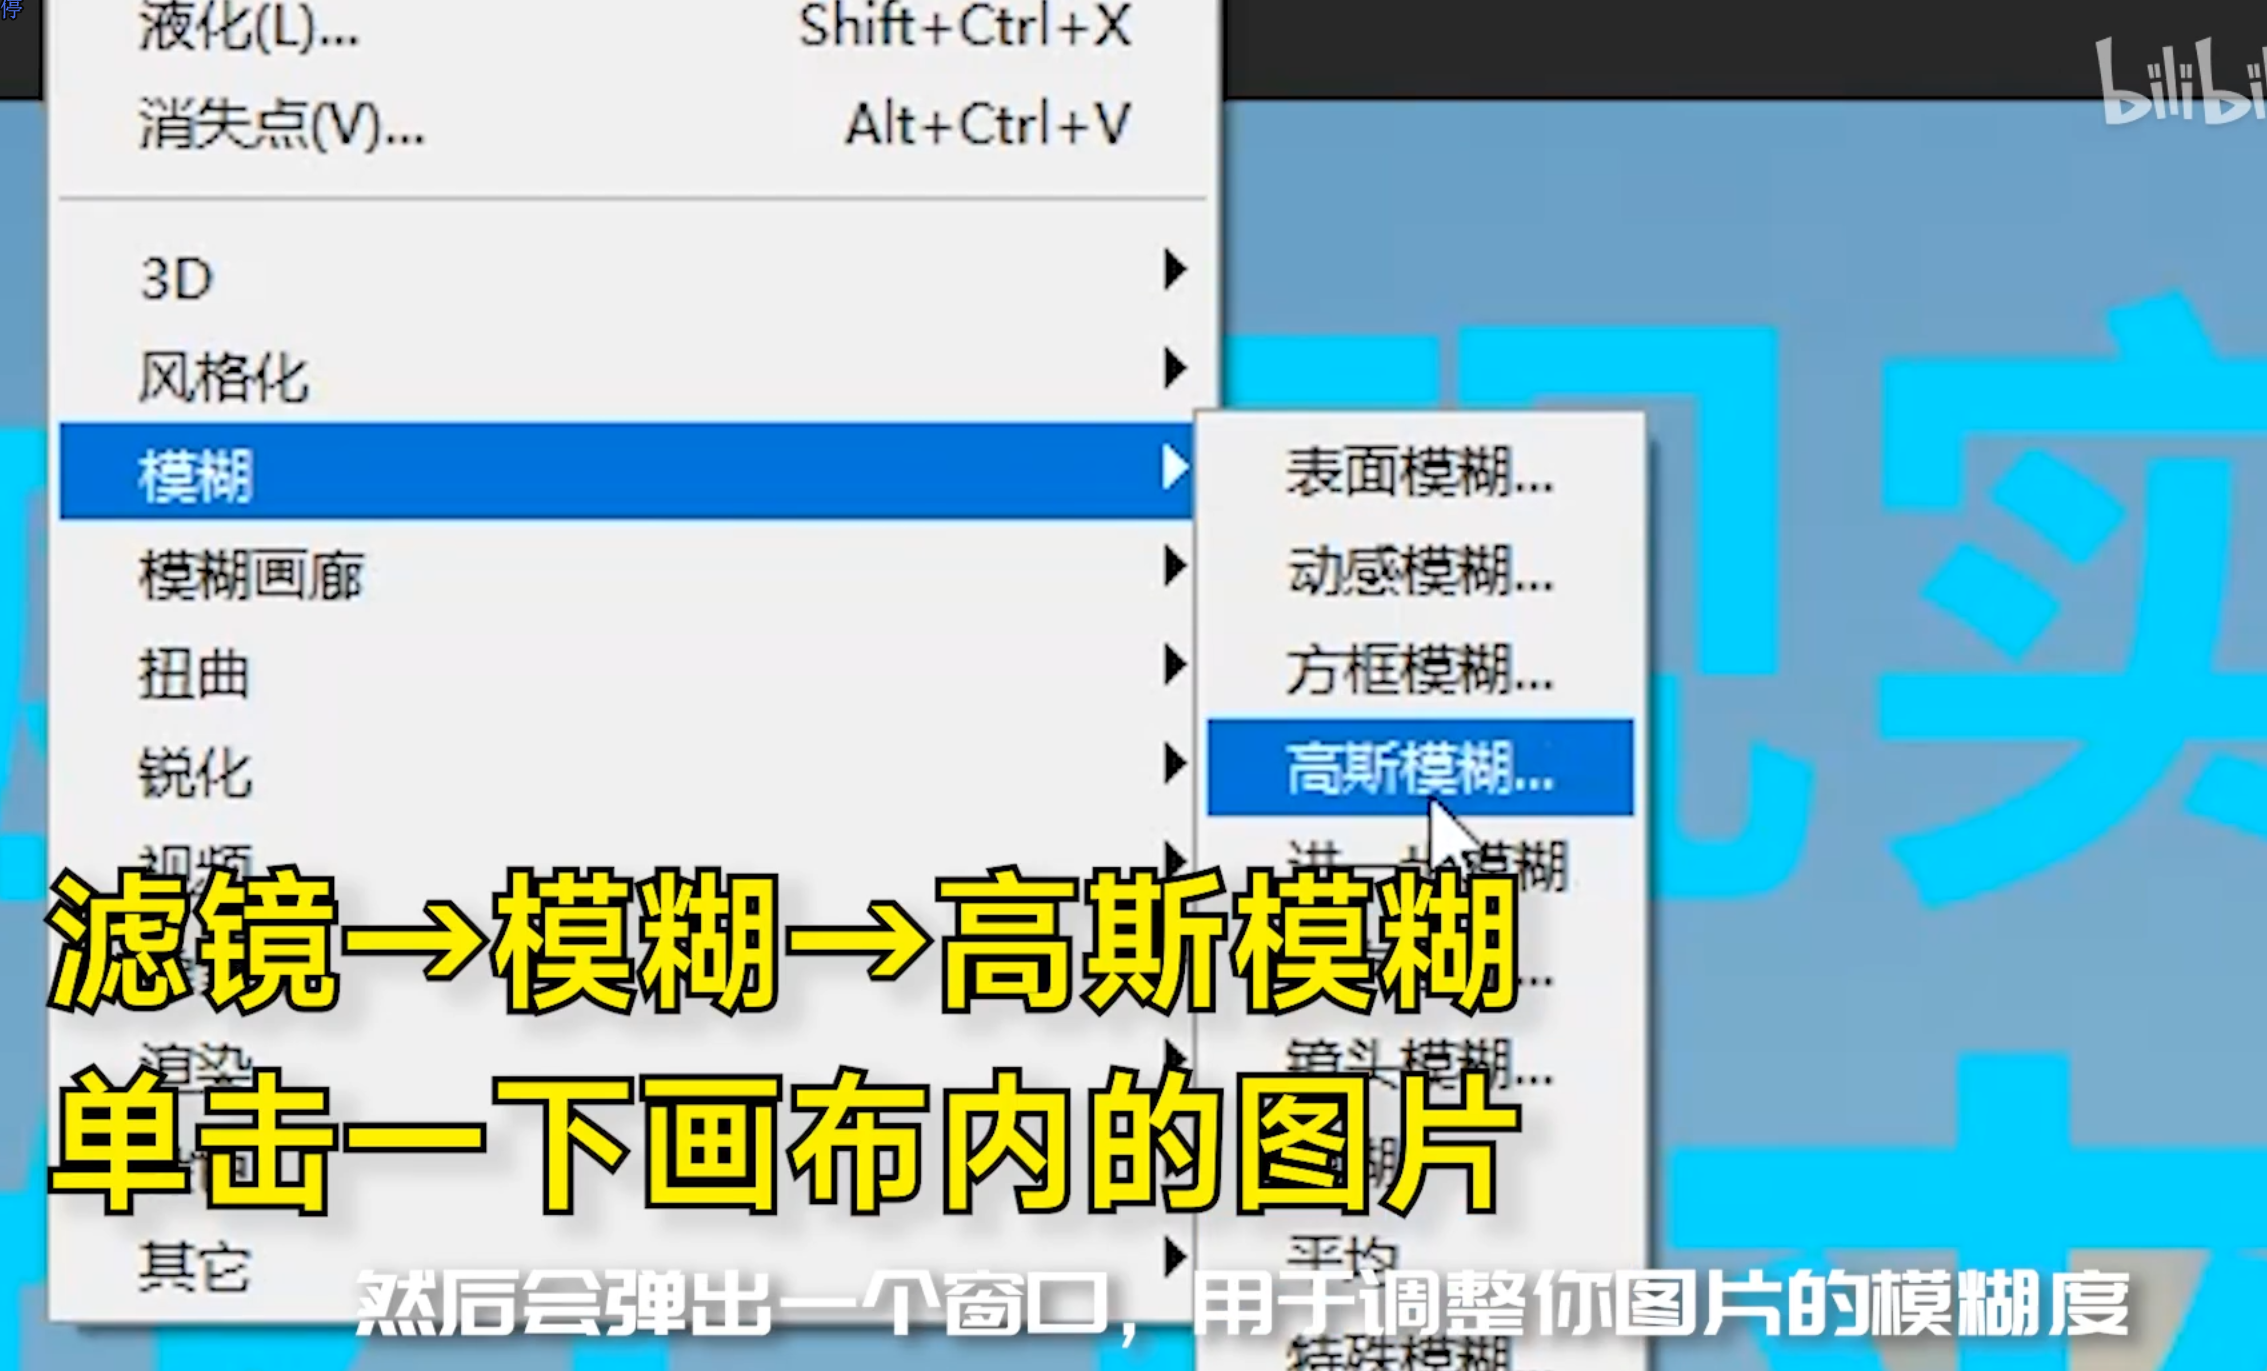 停
液化(L)... Shift+Ctrl+X
消失点(V)... Alt+Ctrl+V
bilibi
3D
风格化
模糊
模糊画廊
扭曲
锐化
视频
渲染
其它
表面模糊...
动感模糊...
方框模糊...
高斯模糊...
进一步模糊
镜头模糊...
平均
特殊模糊...
现实
滤镜→模糊→高斯模糊
单击一下画布内的图片
然后会弹出一个窗口，用于调整你图片的模糊度